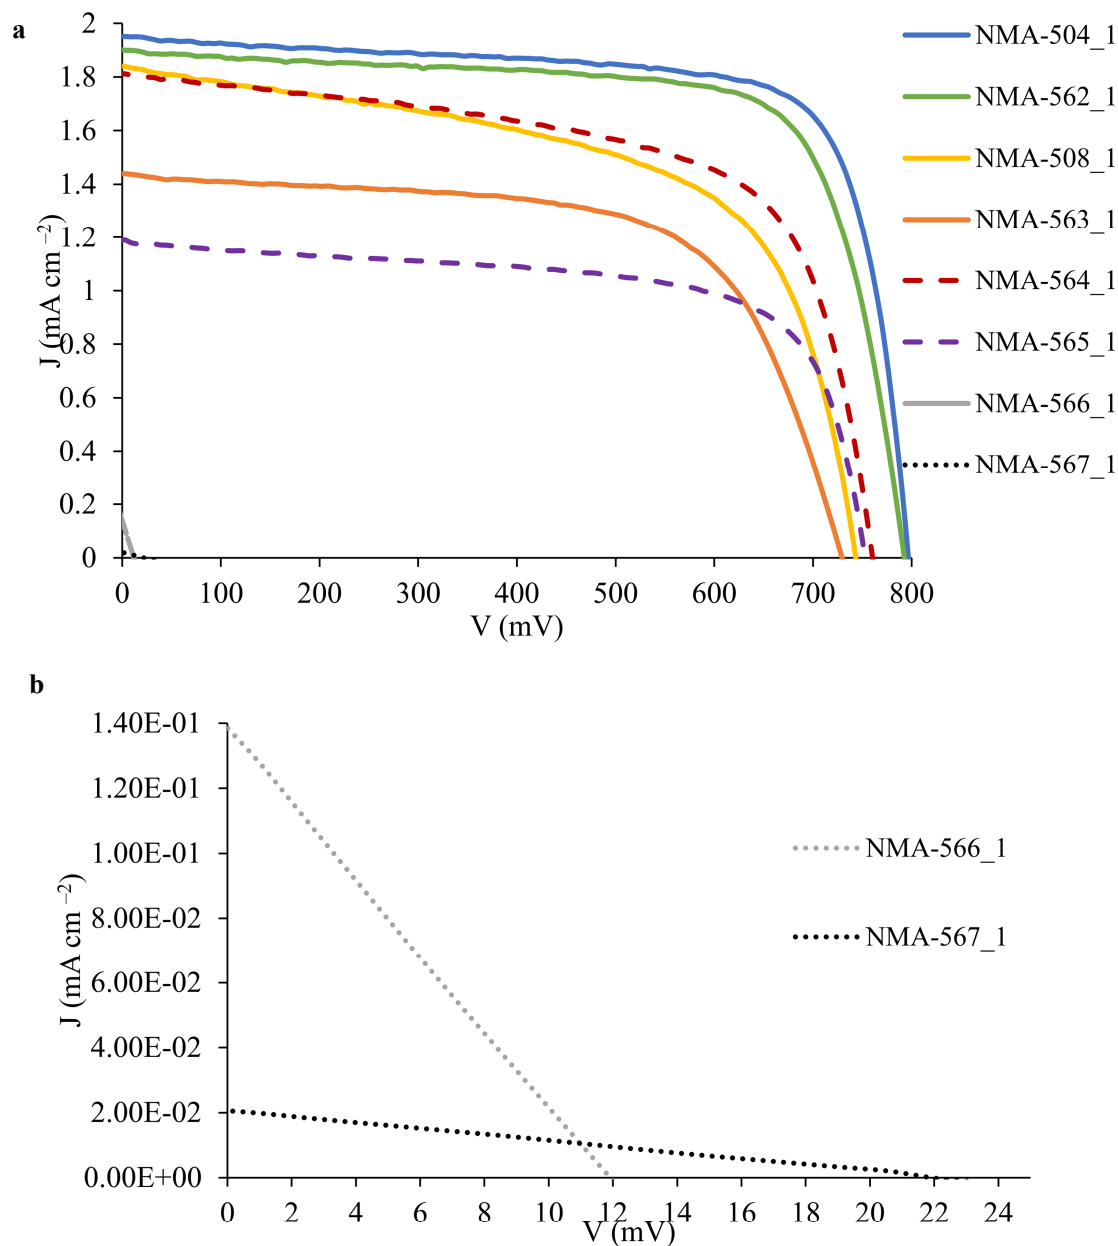 a
J (mA cm −2)
2
1.8
1.6
1.4
1.2
1
0.8
0.6
0.4
0.2
0
0 100 200 300 400 500 600 700 800
V (mV)
NMA-504_1
NMA-562_1
NMA-508_1
NMA-563_1
NMA-564_1
NMA-565_1
NMA-566_1
NMA-567_1
b
J (mA cm −2)
1.40E-01
1.20E-01
1.00E-01
8.00E-02
6.00E-02
4.00E-02
2.00E-02
0.00E+00
0 2 4 6 8 10 12 14 16 18 20 22 24
V (mV)
NMA-566_1
NMA-567_1